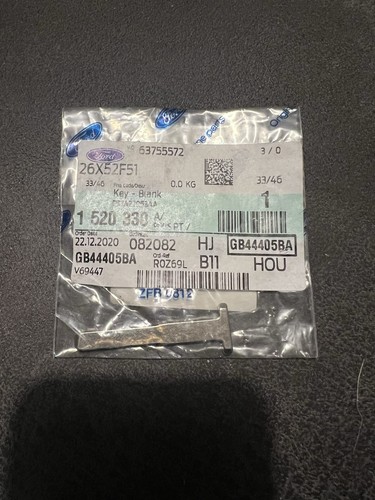 Ford
63755572
3 / 0
26X52F51
33/46
0.0 KG
33/46
Key - Blank
1
1 520 330 A/
22.12.2020 082082 HJ GB44405BA
GB44405BA R0Z69L B11 HOU
V69447